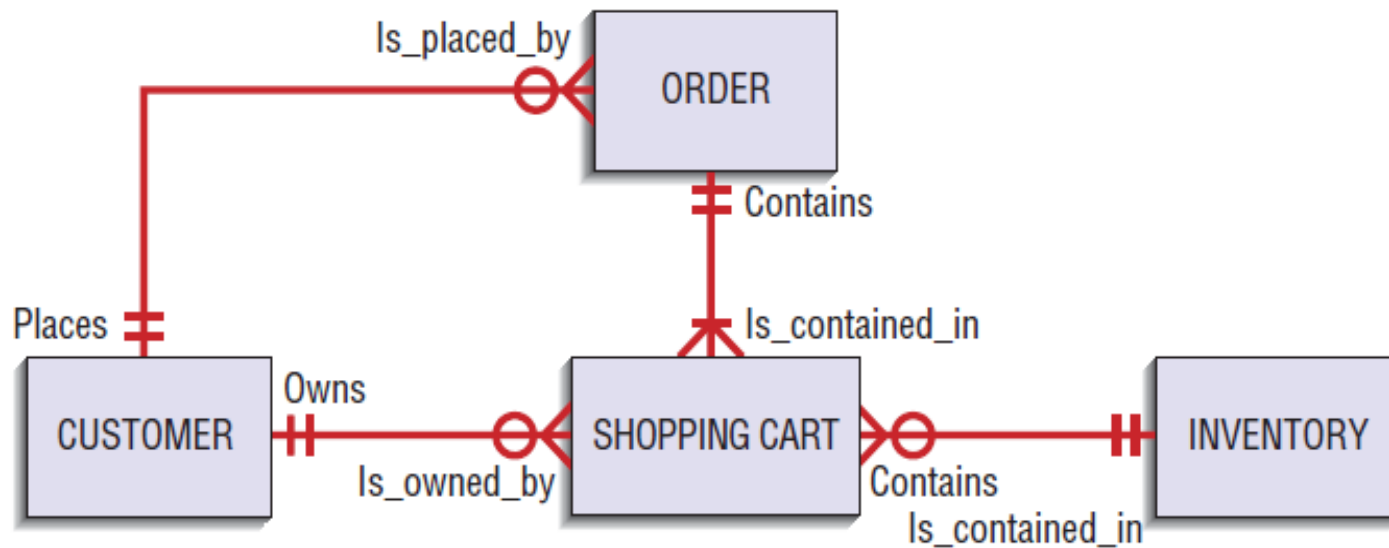 Is_placed_by
ORDER
Contains
Places
Is_contained_in
Owns
CUSTOMER
SHOPPING CART
INVENTORY
Is_owned_by
Contains
Is_contained_in